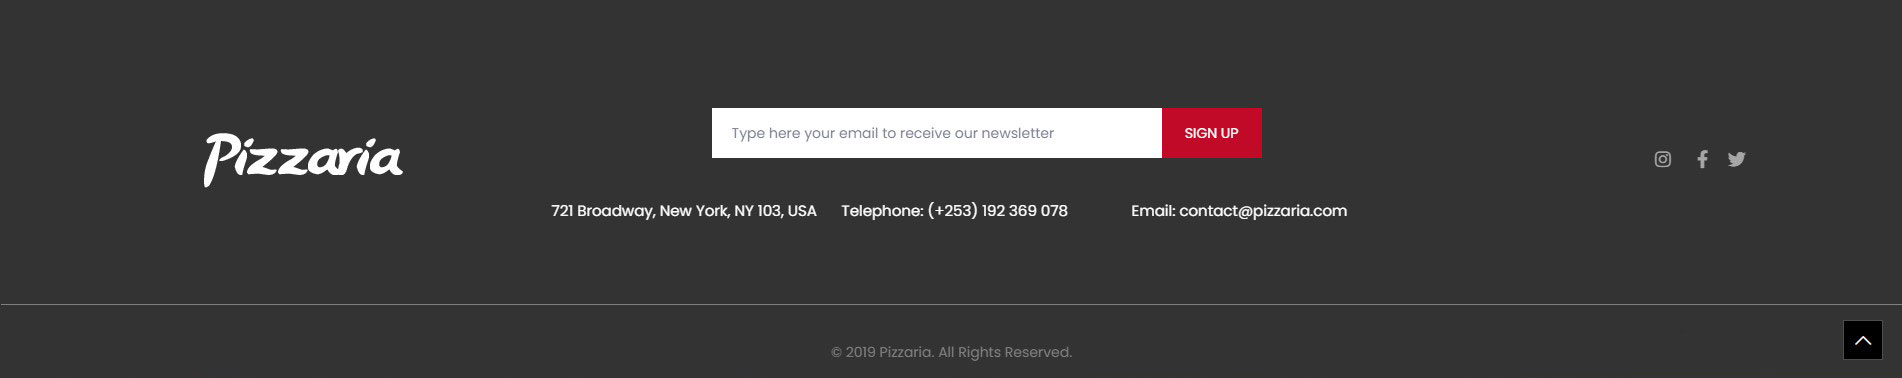 Pizzaria
Type here your email to receive our newsletter
SIGN UP
721 Broadway, New York, NY 103, USA
Telephone: (+253) 192 369 078
Email: contact@pizzaria.com
© 2019 Pizzaria. All Rights Reserved.